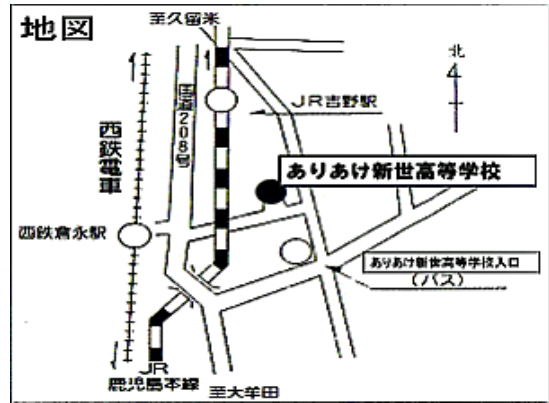 地図
至久留米
北
JR吉野駅
国道208号
西鉄電車
ありあけ新世高等学校
西鉄倉永駅
ありあけ新世高等学校入口
(バス)
JR
鹿児島本線
至大牟田